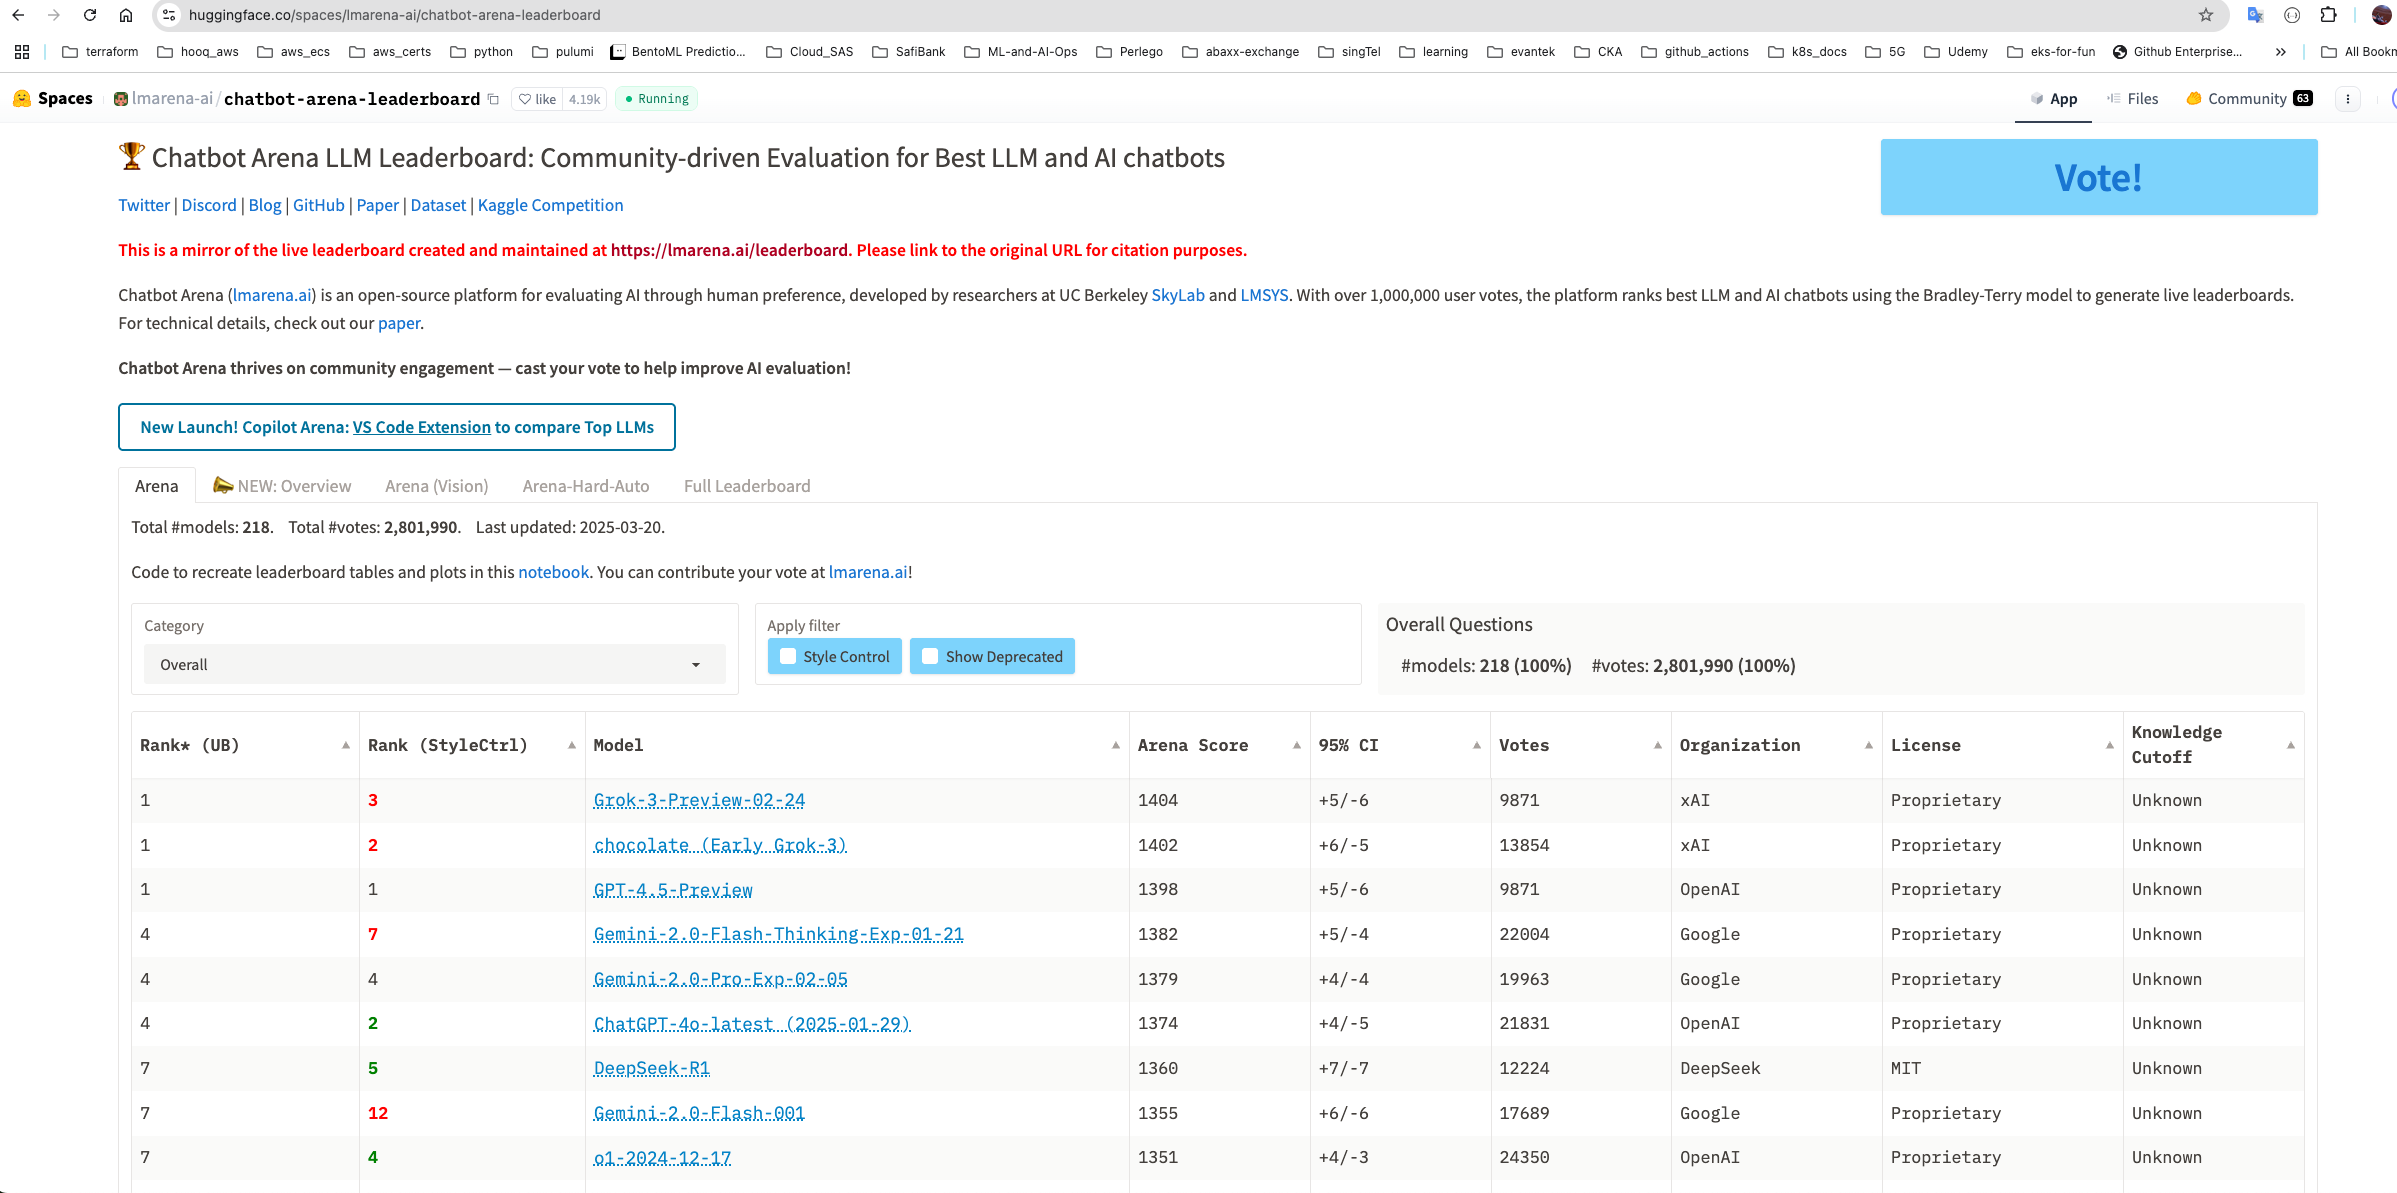 huggingface.co/spaces/lmarena-ai/chatbot-arena-leaderboard
terraform hooq_aws aws_ecs aws_certs python pulumi BentoML Predictio... Cloud_SAS SafiBank ML-and-AI-Ops Perlego abaxx-exchange singTel learning evantek CKA github_actions k8s_docs 5G Udemy eks-for-fun Github Enterprise... » All Bookm
Spaces lmarena-ai/chatbot-arena-leaderboard like 4.19k Running App Files Community 63
🏆 Chatbot Arena LLM Leaderboard: Community-driven Evaluation for Best LLM and AI chatbots
Vote!
Twitter | Discord | Blog | GitHub | Paper | Dataset | Kaggle Competition
This is a mirror of the live leaderboard created and maintained at https://lmarena.ai/leaderboard. Please link to the original URL for citation purposes.
Chatbot Arena (lmarena.ai) is an open-source platform for evaluating AI through human preference, developed by researchers at UC Berkeley SkyLab and LMSYS. With over 1,000,000 user votes, the platform ranks best LLM and AI chatbots using the Bradley-Terry model to generate live leaderboards.
For technical details, check out our paper.
Chatbot Arena thrives on community engagement — cast your vote to help improve AI evaluation!
New Launch! Copilot Arena: VS Code Extension to compare Top LLMs
Arena 📣 NEW: Overview Arena (Vision) Arena-Hard-Auto Full Leaderboard
Total #models: 218. Total #votes: 2,801,990. Last updated: 2025-03-20.
Code to recreate leaderboard tables and plots in this notebook. You can contribute your vote at lmarena.ai!
Category
Overall
Apply filter
Style Control Show Deprecated
Overall Questions
#models: 218 (100%) #votes: 2,801,990 (100%)
Rank* (UB) Rank (StyleCtrl) Model Arena Score 95% CI Votes Organization License Knowledge Cutoff
1 3 Grok-3-Preview-02-24 1404 +5/-6 9871 xAI Proprietary Unknown
1 2 chocolate (Early Grok-3) 1402 +6/-5 13854 xAI Proprietary Unknown
1 1 GPT-4.5-Preview 1398 +5/-6 9871 OpenAI Proprietary Unknown
4 7 Gemini-2.0-Flash-Thinking-Exp-01-21 1382 +5/-4 22004 Google Proprietary Unknown
4 4 Gemini-2.0-Pro-Exp-02-05 1379 +4/-4 19963 Google Proprietary Unknown
4 2 ChatGPT-4o-latest (2025-01-29) 1374 +4/-5 21831 OpenAI Proprietary Unknown
7 5 DeepSeek-R1 1360 +7/-7 12224 DeepSeek MIT Unknown
7 12 Gemini-2.0-Flash-001 1355 +6/-6 17689 Google Proprietary Unknown
7 4 o1-2024-12-17 1351 +4/-3 24350 OpenAI Proprietary Unknown